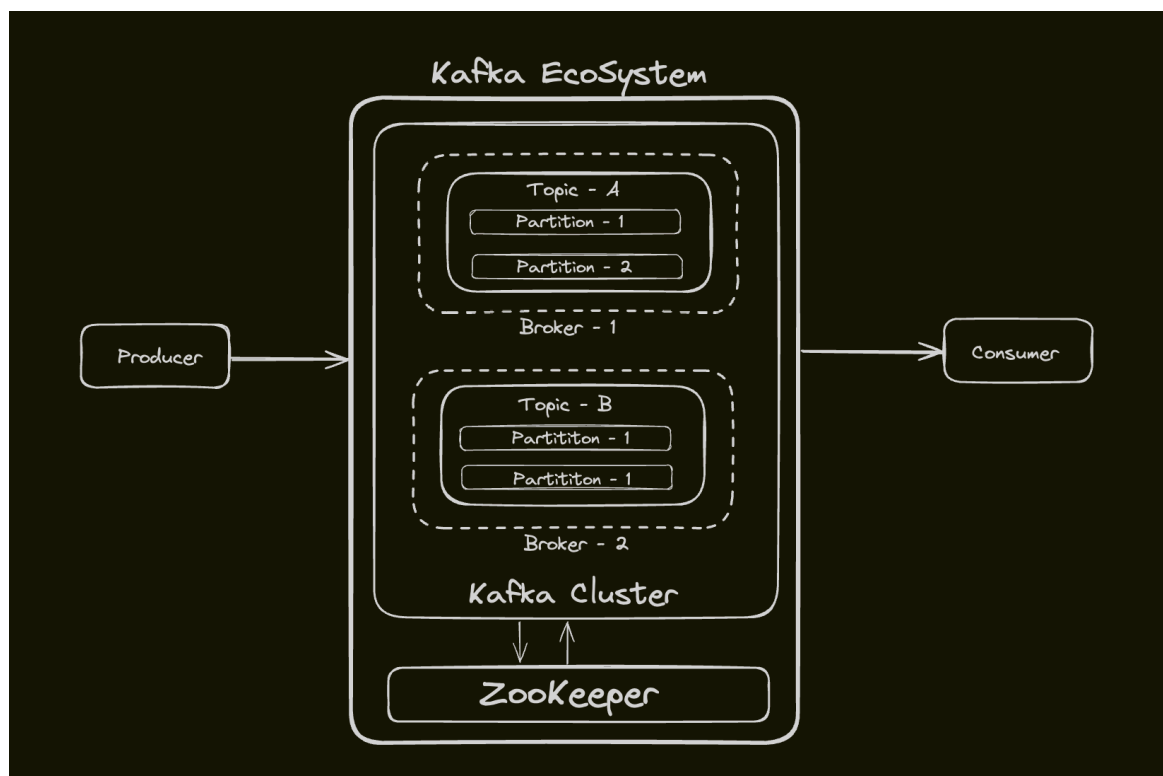 Kafka EcoSystem
Topic - A
Partition - 1
Partition - 2
Broker - 1
Producer
Consumer
Topic - B
Partititon - 1
Partititon - 1
Broker - 2
Kafka Cluster
ZooKeeper